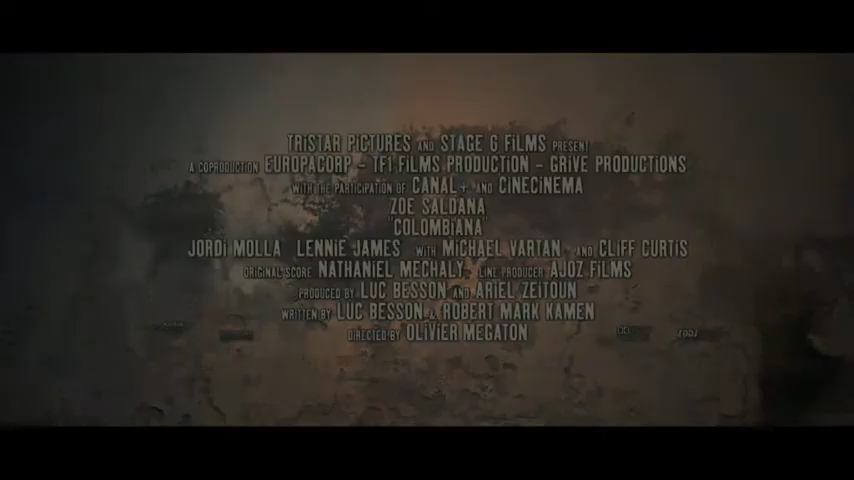 TRISTAR PICTURES AND STAGE 6 FILMS PRESENT
A COPRODUCTION EUROPACORP – TF1 FILMS PRODUCTION – GRIVE PRODUCTIONS
WITH THE PARTICIPATION OF CANAL+ AND CINECINEMA
ZOE SALDANA
"COLOMBIANA"
JORDI MOLLA LENNIE JAMES WITH MICHAEL VARTAN AND CLIFF CURTIS
ORIGINAL SCORE NATHANIEL MECHALY LINE PRODUCER AJOZ FILMS
PRODUCED BY LUC BESSON AND ARIEL ZEITOUN
WRITTEN BY LUC BESSON & ROBERT MARK KAMEN
DIRECTED BY OLIVIER MEGATON